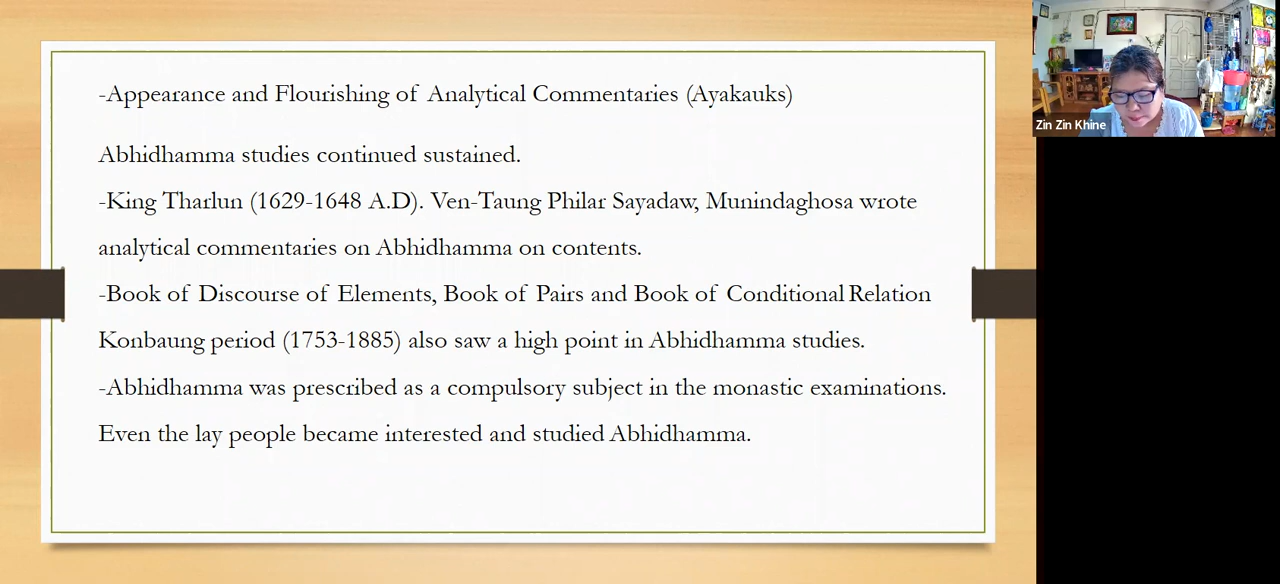 -Appearance and Flourishing of Analytical Commentaries (Ayakauks)
Abhidhamma studies continued sustained.
-King Tharlun (1629-1648 A.D). Ven-Taung Philar Sayadaw, Munindaghosa wrote
analytical commentaries on Abhidhamma on contents.
-Book of Discourse of Elements, Book of Pairs and Book of Conditional Relation
Konbaung period (1753-1885) also saw a high point in Abhidhamma studies.
-Abhidhamma was prescribed as a compulsory subject in the monastic examinations.
Even the lay people became interested and studied Abhidhamma.
Zin Zin Khine